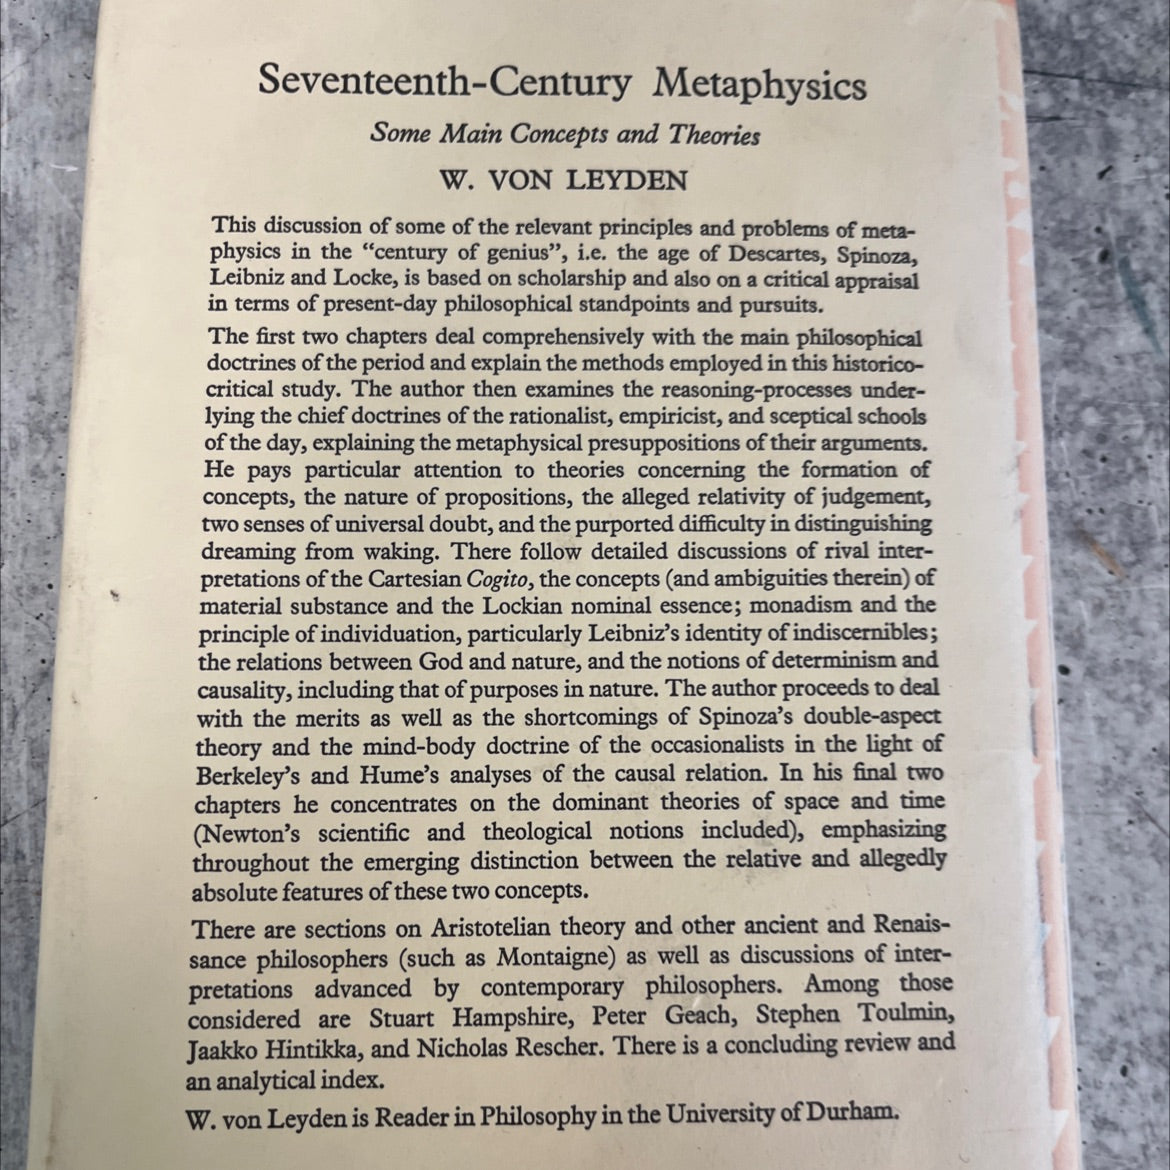 Seventeenth-Century Metaphysics
Some Main Concepts and Theories
W. VON LEYDEN
This discussion of some of the relevant principles and problems of meta-
physics in the “century of genius”, i.e. the age of Descartes, Spinoza,
Leibniz and Locke, is based on scholarship and also on a critical appraisal
in terms of present-day philosophical standpoints and pursuits.
The first two chapters deal comprehensively with the main philosophical
doctrines of the period and explain the methods employed in this historico-
critical study. The author then examines the reasoning-processes under-
lying the chief doctrines of the rationalist, empiricist, and sceptical schools
of the day, explaining the metaphysical presuppositions of their arguments.
He pays particular attention to theories concerning the formation of
concepts, the nature of propositions, the alleged relativity of judgement,
two senses of universal doubt, and the purported difficulty in distinguishing
dreaming from waking. There follow detailed discussions of rival inter-
pretations of the Cartesian Cogito, the concepts (and ambiguities therein) of
material substance and the Lockian nominal essence; monadism and the
principle of individuation, particularly Leibniz’s identity of indiscernibles;
the relations between God and nature, and the notions of determinism and
causality, including that of purposes in nature. The author proceeds to deal
with the merits as well as the shortcomings of Spinoza’s double-aspect
theory and the mind-body doctrine of the occasionalists in the light of
Berkeley’s and Hume’s analyses of the causal relation. In his final two
chapters he concentrates on the dominant theories of space and time
(Newton’s scientific and theological notions included), emphasizing
throughout the emerging distinction between the relative and allegedly
absolute features of these two concepts.
There are sections on Aristotelian theory and other ancient and Renais-
sance philosophers (such as Montaigne) as well as discussions of inter-
pretations advanced by contemporary philosophers. Among those
considered are Stuart Hampshire, Peter Geach, Stephen Toulmin,
Jaakko Hintikka, and Nicholas Rescher. There is a concluding review and
an analytical index.
W. von Leyden is Reader in Philosophy in the University of Durham.